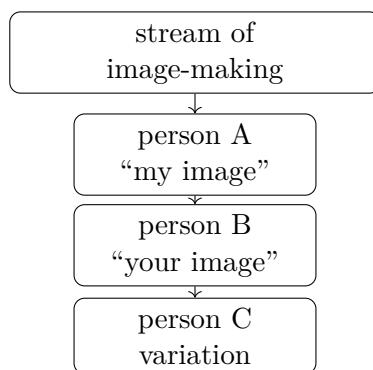 stream of
image-making
person A
“my image”
person B
“your image”
person C
variation